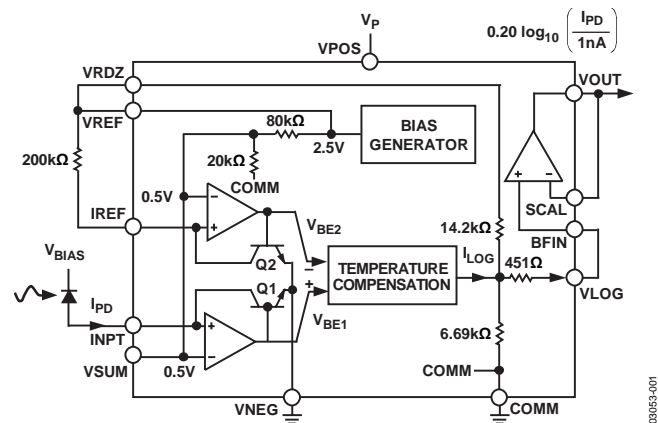 V_P
0.20 log₁₀ (I_PD / 1nA)
VPOS
VRDZ
VOUT
VREF
80kΩ
BIAS
GENERATOR
2.5V
200kΩ
20kΩ
COMM
0.5V
SCAL
IREF
V_BE2
14.2kΩ
BFIN
V_BIAS
Q2
I_LOG
451Ω
TEMPERATURE
COMPENSATION
Q1
VLOG
I_PD
INPT
V_BE1
6.69kΩ
VSUM
0.5V
COMM
VNEG
COMM
03053-001